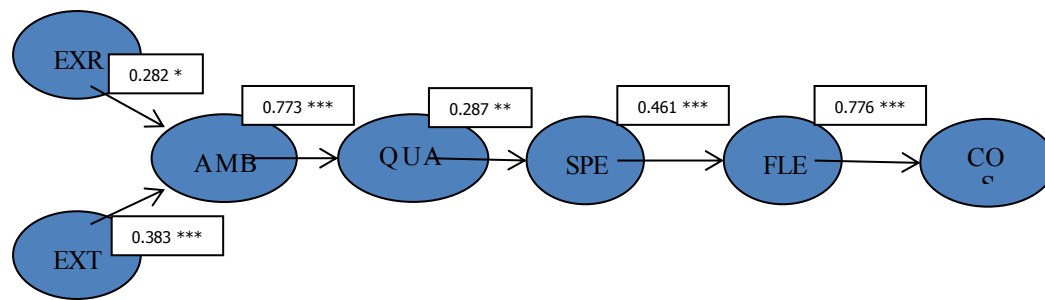 EXR
0.282 *
0.773 ***
0.287 **
0.461 ***
0.776 ***
AMB
QUA
SPE
FLE
CO
S
0.383 ***
EXT